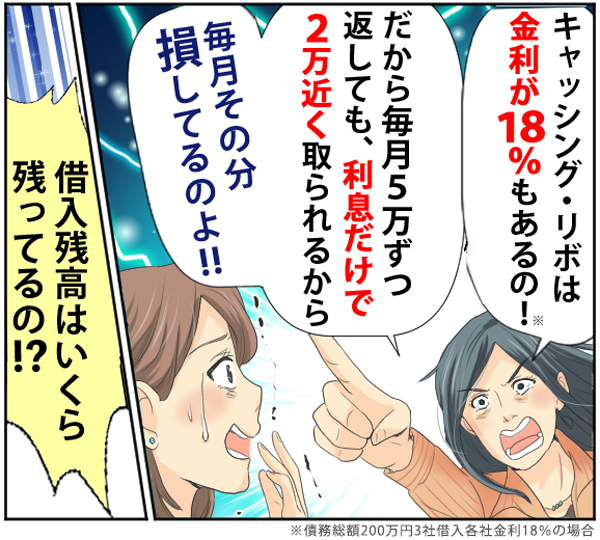 キャッシング・リボは
金利が18%もあるの!※
だから毎月5万ずつ
返しても、利息だけで
2万近く取られるから
毎月その分
損してるのよ!!
借入残高はいくら
残ってるの!?
※債務総額200万円3社借入各社金利18%の場合